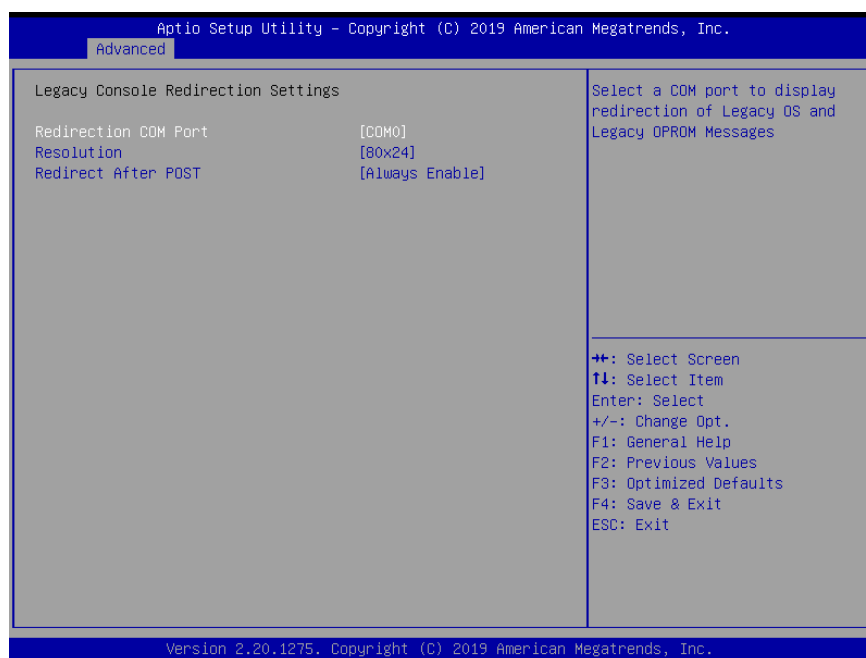 Aptio Setup Utility – Copyright (C) 2019 American Megatrends, Inc.
Advanced
Legacy Console Redirection Settings
Redirection COM Port [COM0]
Resolution [80x24]
Redirect After POST [Always Enable]
Select a COM port to display
redirection of Legacy OS and
Legacy OPROM Messages
→←: Select Screen
↑↓: Select Item
Enter: Select
+/-: Change Opt.
F1: General Help
F2: Previous Values
F3: Optimized Defaults
F4: Save & Exit
ESC: Exit
Version 2.20.1275. Copyright (C) 2019 American Megatrends, Inc.